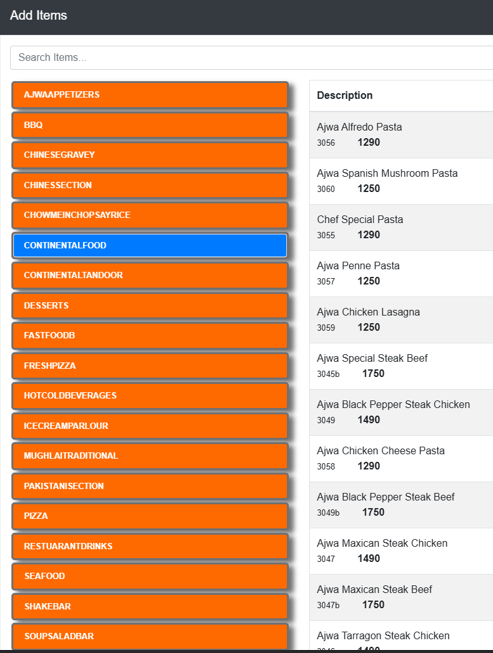 Add Items
Search Items...
AJWAAPPETIZERS
BBQ
CHINESEGRAVEY
CHINESSECTION
CHOWMEINCHOPSAYRICE
CONTINENTALFOOD
CONTINENTALTANDOOR
DESSERTS
FASTFOODB
FRESHPIZZA
HOTCOLDBEVERAGES
ICECREAMPARLOUR
MUGHLAITRADITIONAL
PAKISTANISECTION
PIZZA
RESTUARANTDRINKS
SEAFOOD
SHAKEBAR
SOUPSALADBAR
Description
Ajwa Alfredo Pasta
3056 1290
Ajwa Spanish Mushroom Pasta
3060 1250
Chef Special Pasta
3055 1290
Ajwa Penne Pasta
3057 1250
Ajwa Chicken Lasagna
3059 1250
Ajwa Special Steak Beef
3045b 1750
Ajwa Black Pepper Steak Chicken
3049 1490
Ajwa Chicken Cheese Pasta
3058 1290
Ajwa Black Pepper Steak Beef
3049b 1750
Ajwa Maxican Steak Chicken
3047 1490
Ajwa Maxican Steak Beef
3047b 1750
Ajwa Tarragon Steak Chicken